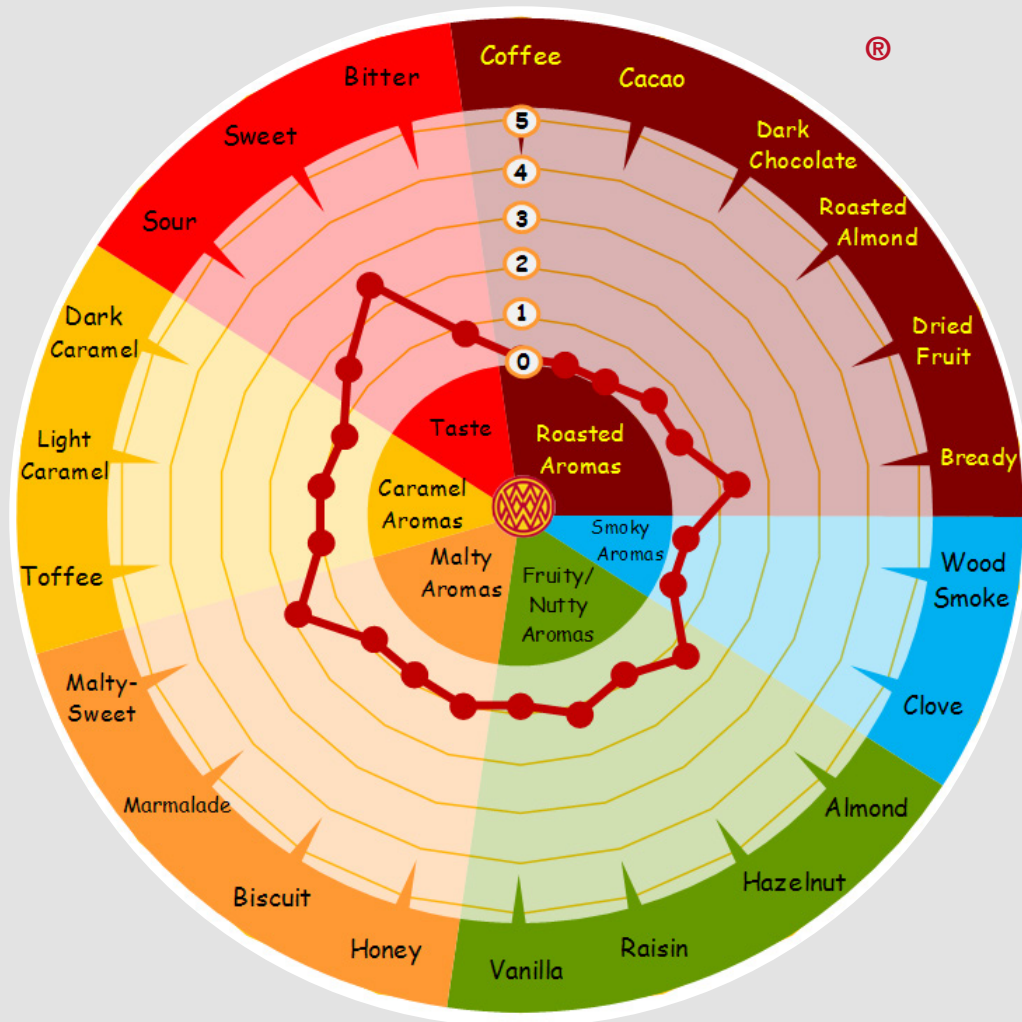 ®
Coffee
Cacao
Dark
Chocolate
Roasted
Almond
Dried
Fruit
Bready
Wood
Smoke
Clove
Almond
Hazelnut
Raisin
Vanilla
Honey
Biscuit
Marmalade
Malty-
Sweet
Toffee
Light
Caramel
Dark
Caramel
Sour
Sweet
Bitter
5
4
3
2
1
0
Taste
Roasted
Aromas
Smoky
Aromas
Fruity/
Nutty
Aromas
Malty
Aromas
Caramel
Aromas